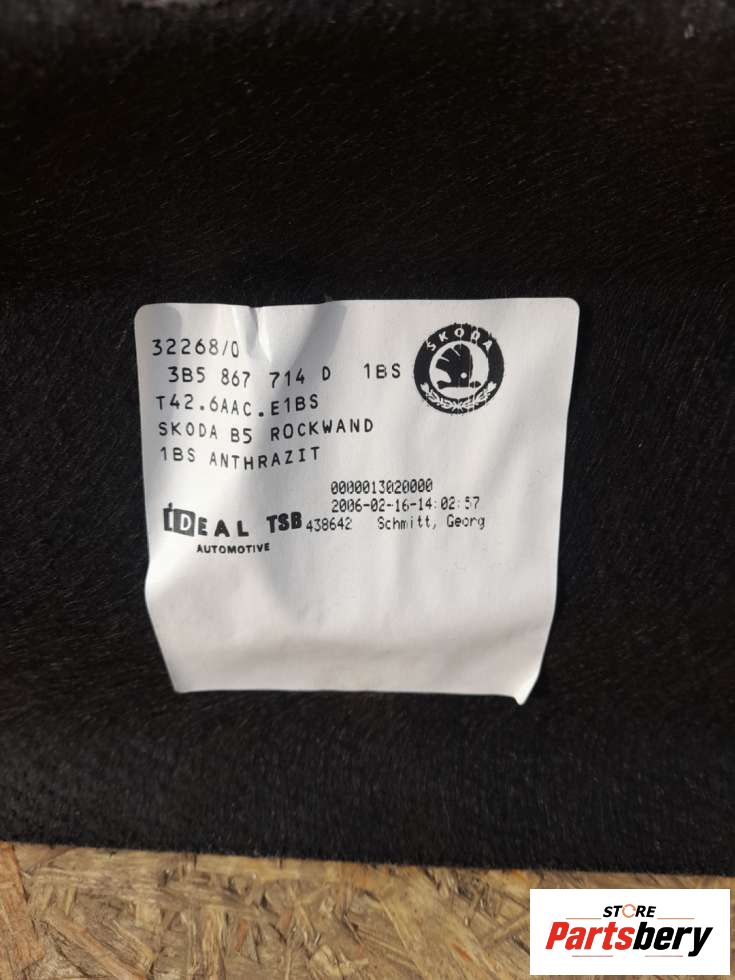 32268/0
3B5 867 714 D 1BS
SKODA
T42.6AAC.E1BS
SKODA B5 ROCKWAND
1BS ANTHRAZIT
0000013020000
2006-02-16-14:02:57
IDEAL TSB 438642 Schmitt, Georg
AUTOMOTIVE
STORE
Partsbery